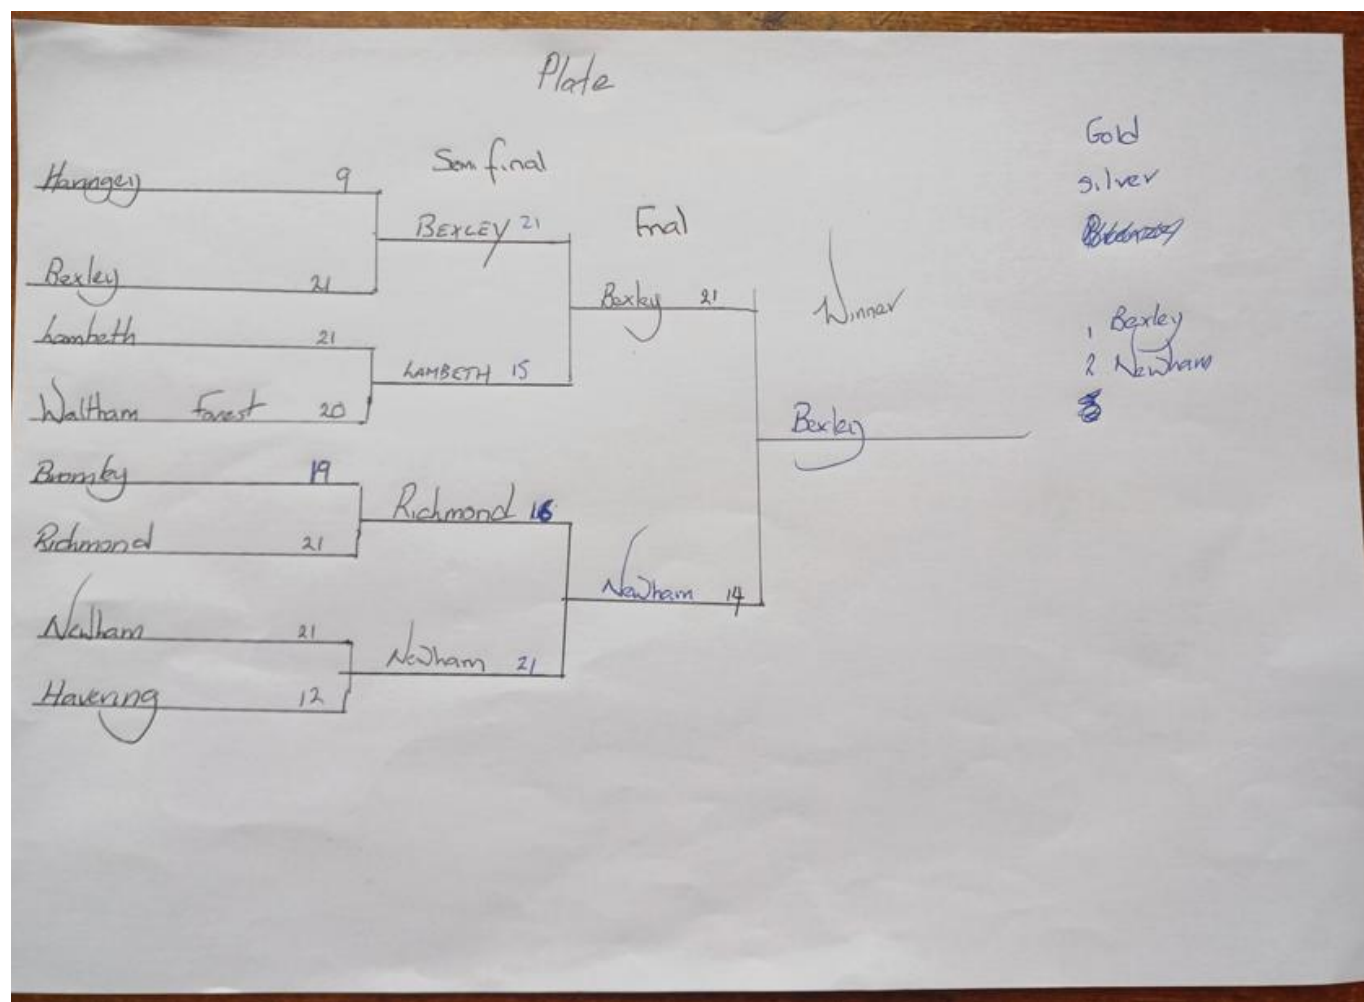 Plate
Haringey 9
Bexley 21
Lambeth 21
Waltham Forest 20
Bromley 19
Richmond 21
Newham 21
Havering 12
Semi final
BEXLEY 21
LAMBETH 15
Richmond 16
Newham 21
Final
Bexley 21
Newham 14
Winner
Bexley
Gold
Silver
1 Bexley
2 Newham